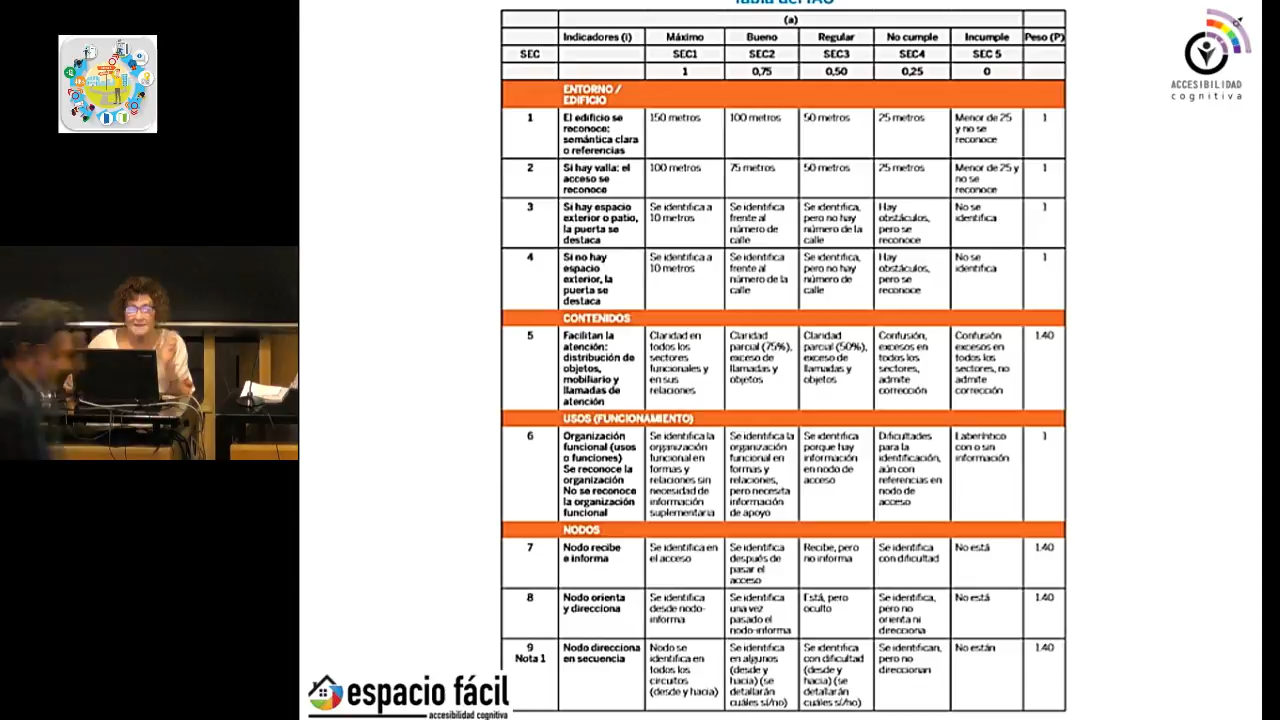 Tabla del IAC
(a)
Indicadores (i) Máximo Bueno Regular No cumple Incumple Peso (P)
SEC SEC1 SEC2 SEC3 SEC4 SEC 5
1 0,75 0,50 0,25 0
ENTORNO /
EDIFICIO
1 El edificio se 150 metros 100 metros 50 metros 25 metros Menor de 25 1
reconoce: y no se
semántica clara reconoce
o referencias
2 Si hay valla: el 100 metros 75 metros 50 metros 25 metros Menor de 25 y 1
acceso se no se
reconoce reconoce
3 Si hay espacio Se identifica a Se identifica Se identifica, Hay No se 1
exterior o patio, 10 metros frente al pero no hay obstáculos, identifica
la puerta se número de número de la pero se
destaca calle calle reconoce
4 Si no hay Se identifica a Se identifica Se identifica, Hay No se 1
espacio 10 metros frente al pero no hay obstáculos, identifica
exterior, la número de la número de pero se
puerta se calle calle reconoce
destaca
CONTENIDOS
5 Facilitan la Claridad en Claridad Claridad Confusión, Confusión 1.40
atención: todos los parcial (75%), parcial (50%), excesos en excesos en
distribución de sectores exceso de exceso de todos los todos los
objetos, funcionales y llamadas y llamadas y sectores, sectores, no
mobiliario y en sus objetos objetos admite admite
llamadas de relaciones corrección corrección
atención
USOS (FUNCIONAMIENTO)
6 Organización Se identifica la Se identifica la Se identifica Dificultades Laberíntico 1
funcional (usos organización organización porque hay para la con o sin
o funciones) funcional en funcional en información identificación, información
Se reconoce la formas y formas y en nodo de aún con
organización relaciones sin relaciones, acceso referencias en
No se reconoce necesidad de pero necesita nodo de
la organización información información acceso
funcional suplementaria de apoyo
NODOS
7 Nodo recibe Se identifica en Se identifica Recibe, pero Se identifica No está 1.40
e informa el acceso después de no informa con dificultad
pasar el
acceso
8 Nodo orienta Se identifica Se identifica Está, pero Se identifica, No está 1.40
y direcciona desde nodo- una vez oculto pero no
informa pasado el orienta ni
nodo-informa direcciona
9 Nodo direcciona Nodo se Se identifica Se identifica Se identifican, No están 1.40
Nota 1 en secuencia identifica en en algunos con dificultad pero no
todos los (desde y (desde y direccionan
circuitos hacia) (se hacia) (se
(desde y hacia) detallarán detallarán
cuáles sí/no) cuáles sí/no)
ACCESIBILIDAD
cognitiva
espacio fácil
accesibilidad cognitiva